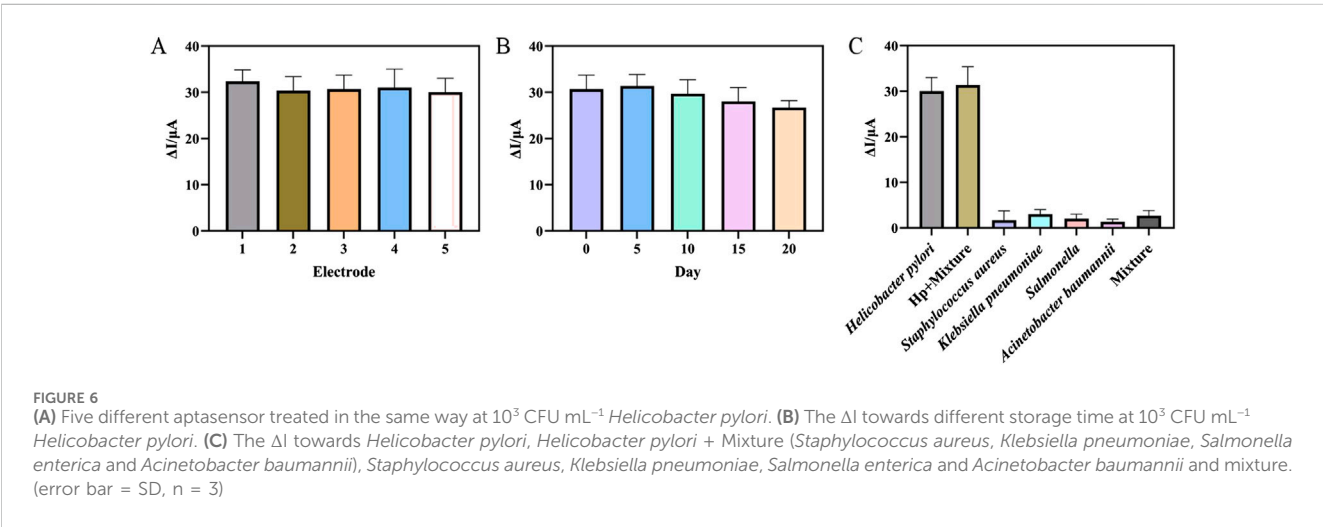 A
40
30
20
10
0
ΔI/μA
1 2 3 4 5
Electrode
B
40
30
20
10
0
ΔI/μA
0 5 10 15 20
Day
C
40
30
20
10
0
ΔI/μA
Helicobacter pylori
Hp+Mixture
Staphylococcus aureus
Klebsiella pneumoniae
Salmonella
Acinetobacter baumannii
Mixture
FIGURE 6
(A) Five different aptasensor treated in the same way at 10³ CFU mL⁻¹ Helicobacter pylori. (B) The ΔI towards different storage time at 10³ CFU mL⁻¹
Helicobacter pylori. (C) The ΔI towards Helicobacter pylori, Helicobacter pylori + Mixture (Staphylococcus aureus, Klebsiella pneumoniae, Salmonella
enterica and Acinetobacter baumannii), Staphylococcus aureus, Klebsiella pneumoniae, Salmonella enterica and Acinetobacter baumannii and mixture.
(error bar = SD, n = 3)